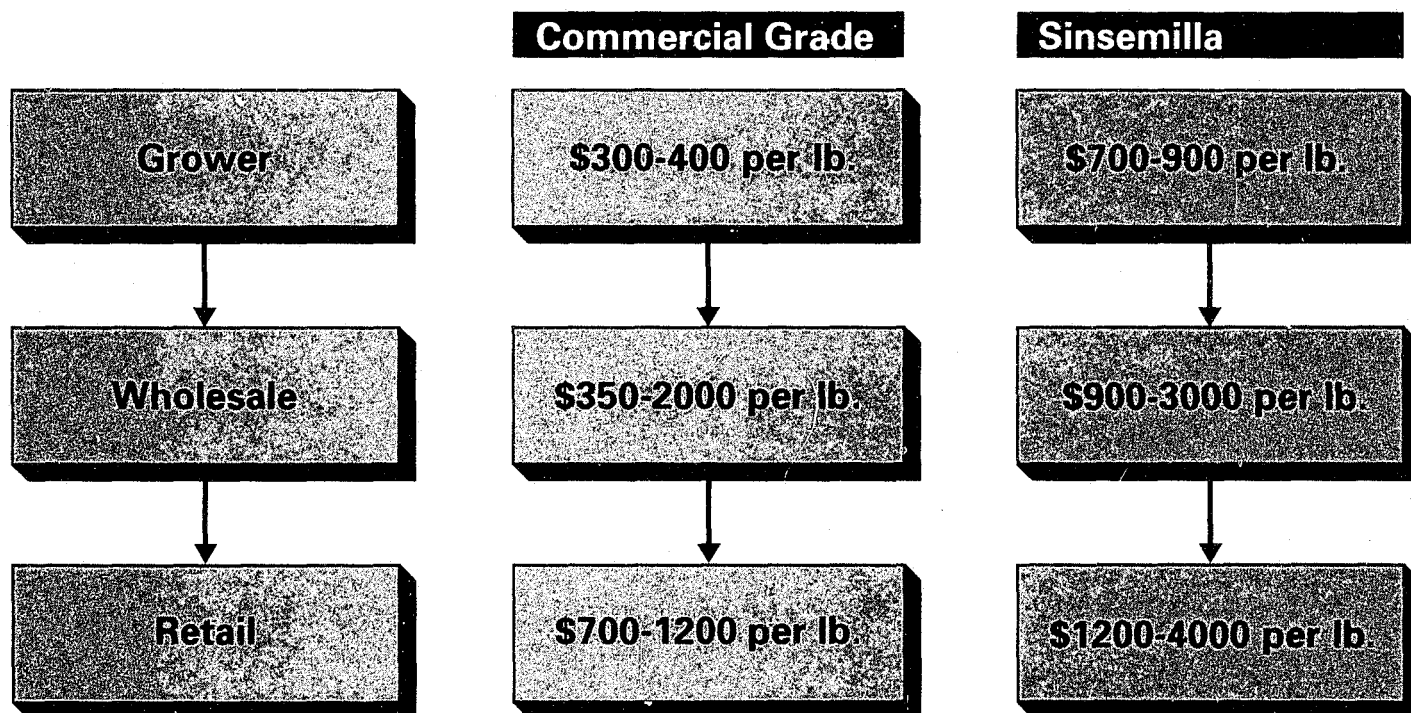 Commercial Grade Sinsemilla
Grower $300-400 per lb. $700-900 per lb.
Wholesale $350-2000 per lb. $900-3000 per lb.
Retail $700-1200 per lb. $1200-4000 per lb.